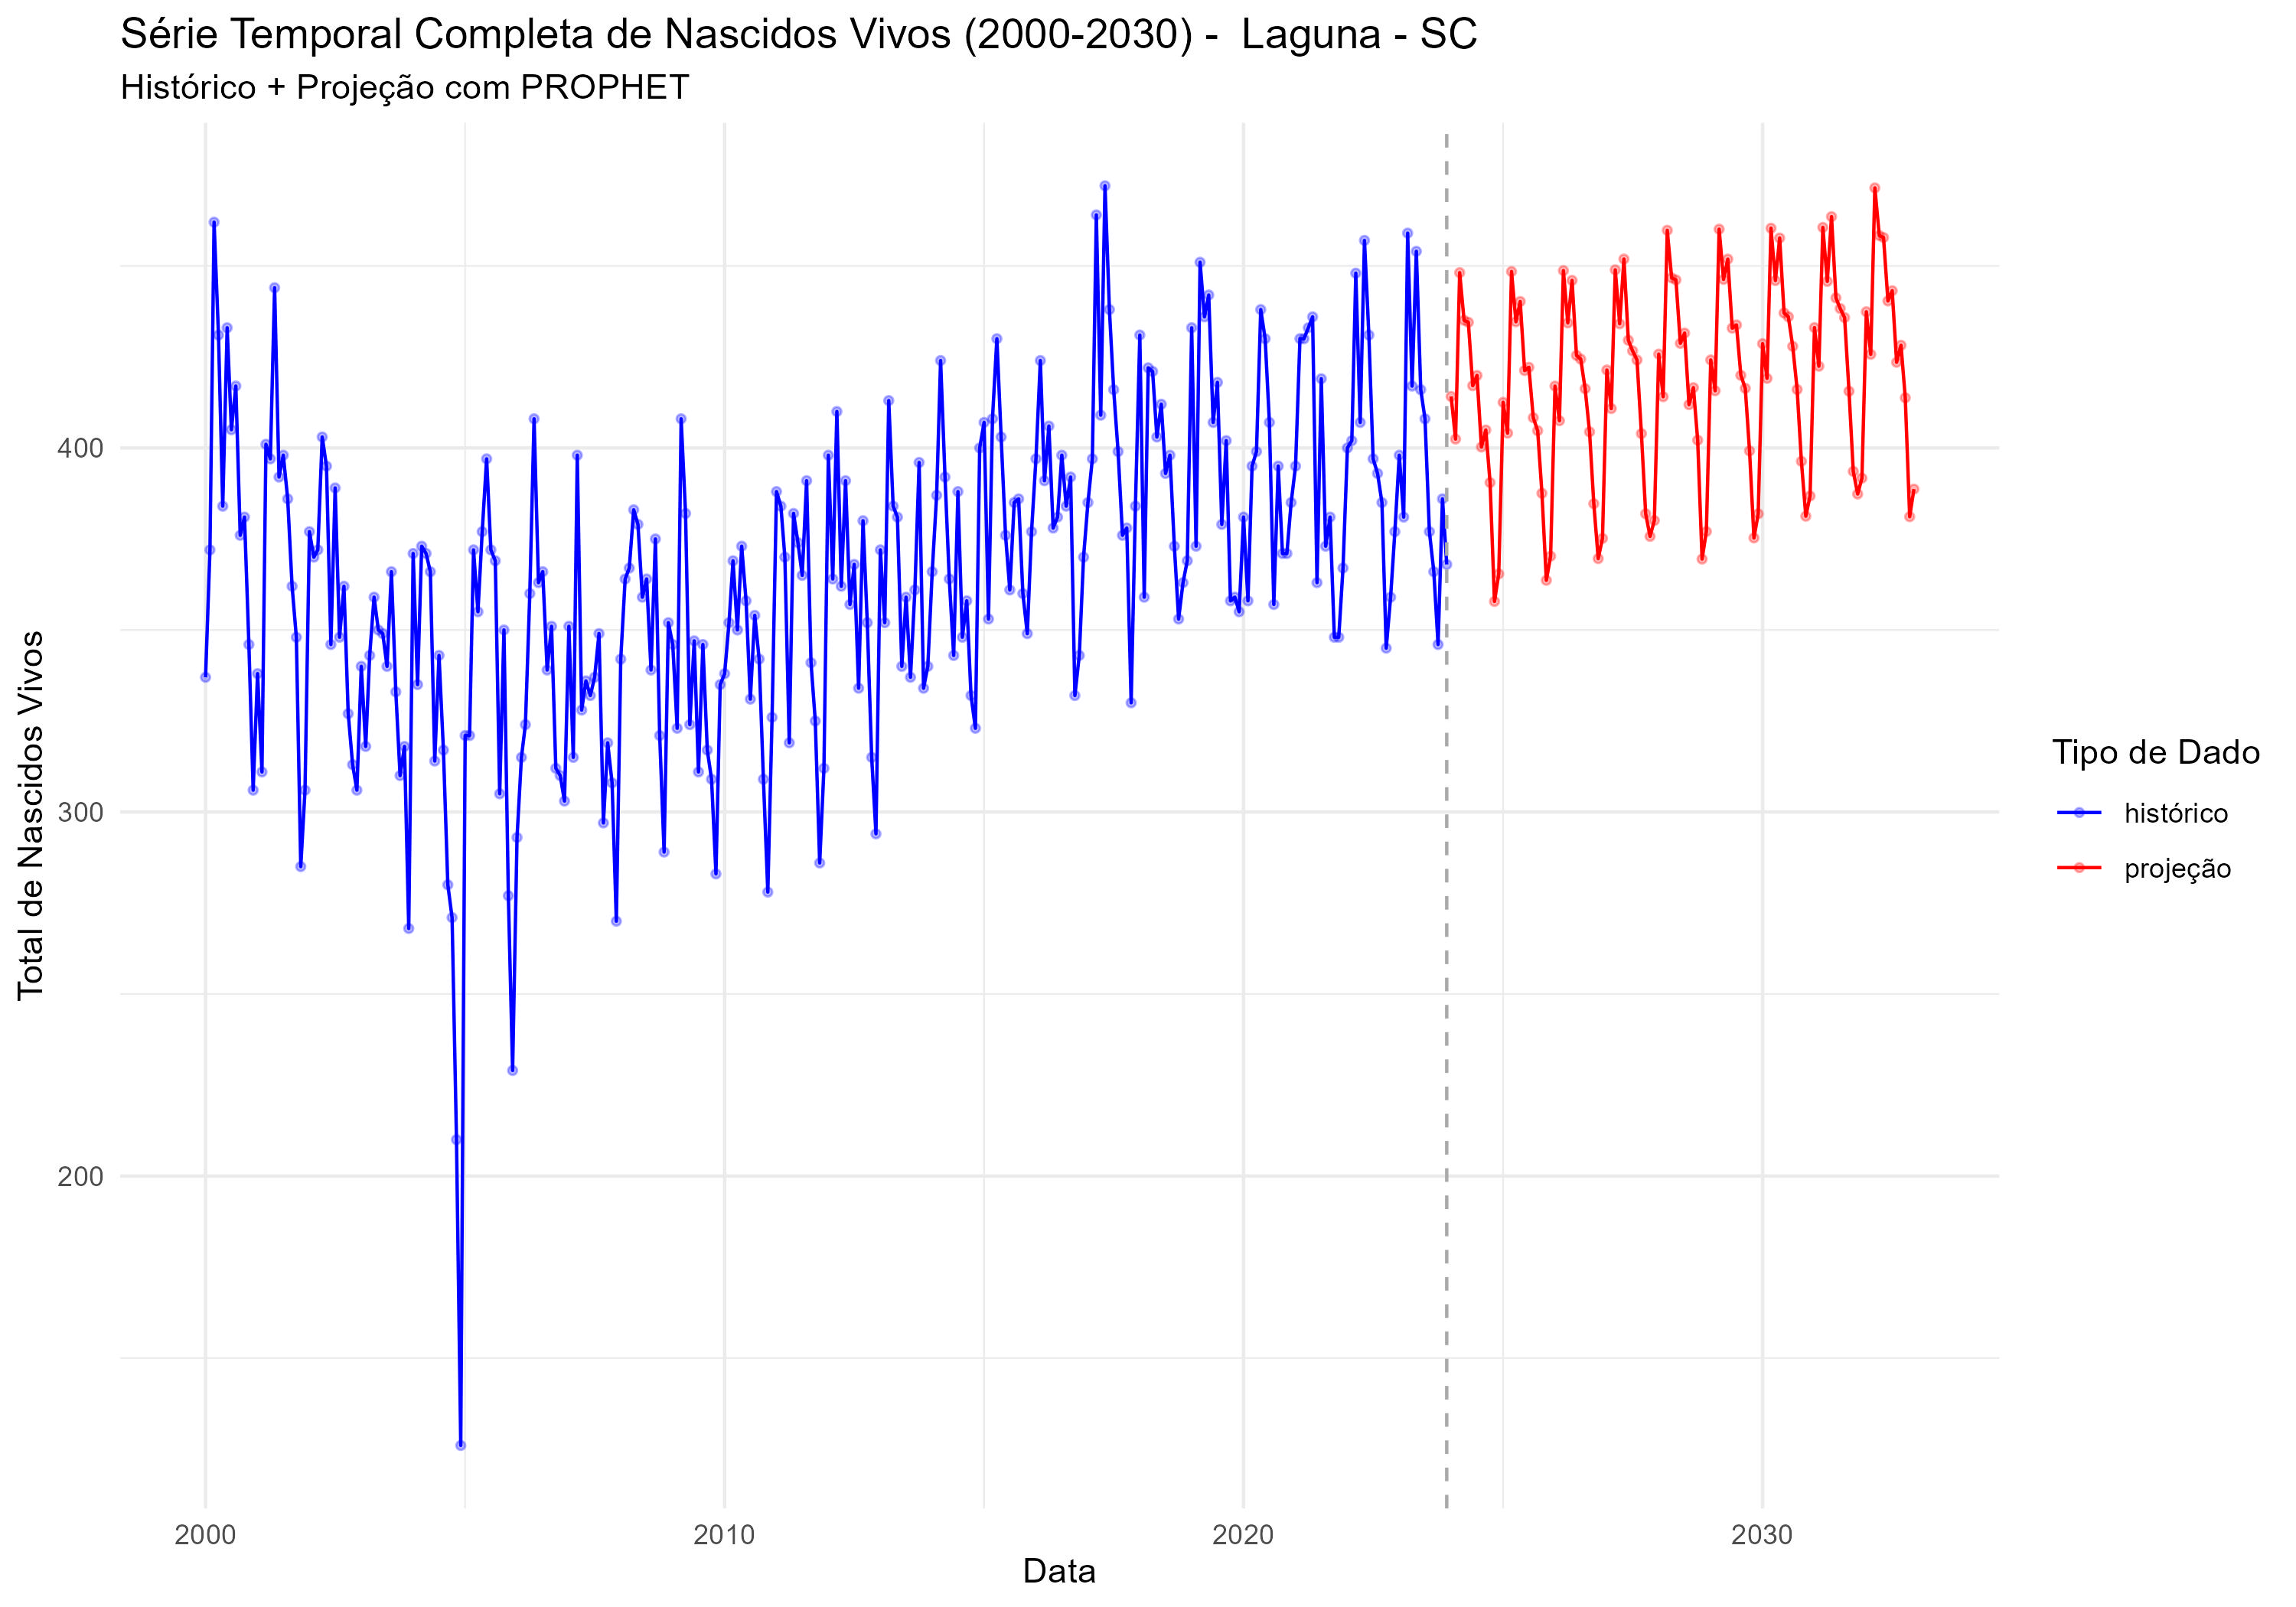 Série Temporal Completa de Nascidos Vivos (2000-2030) -  Laguna - SC
Histórico + Projeção com PROPHET
Total de Nascidos Vivos
400
300
200
2000
2010
2020
2030
Data
Tipo de Dado
histórico
projeção